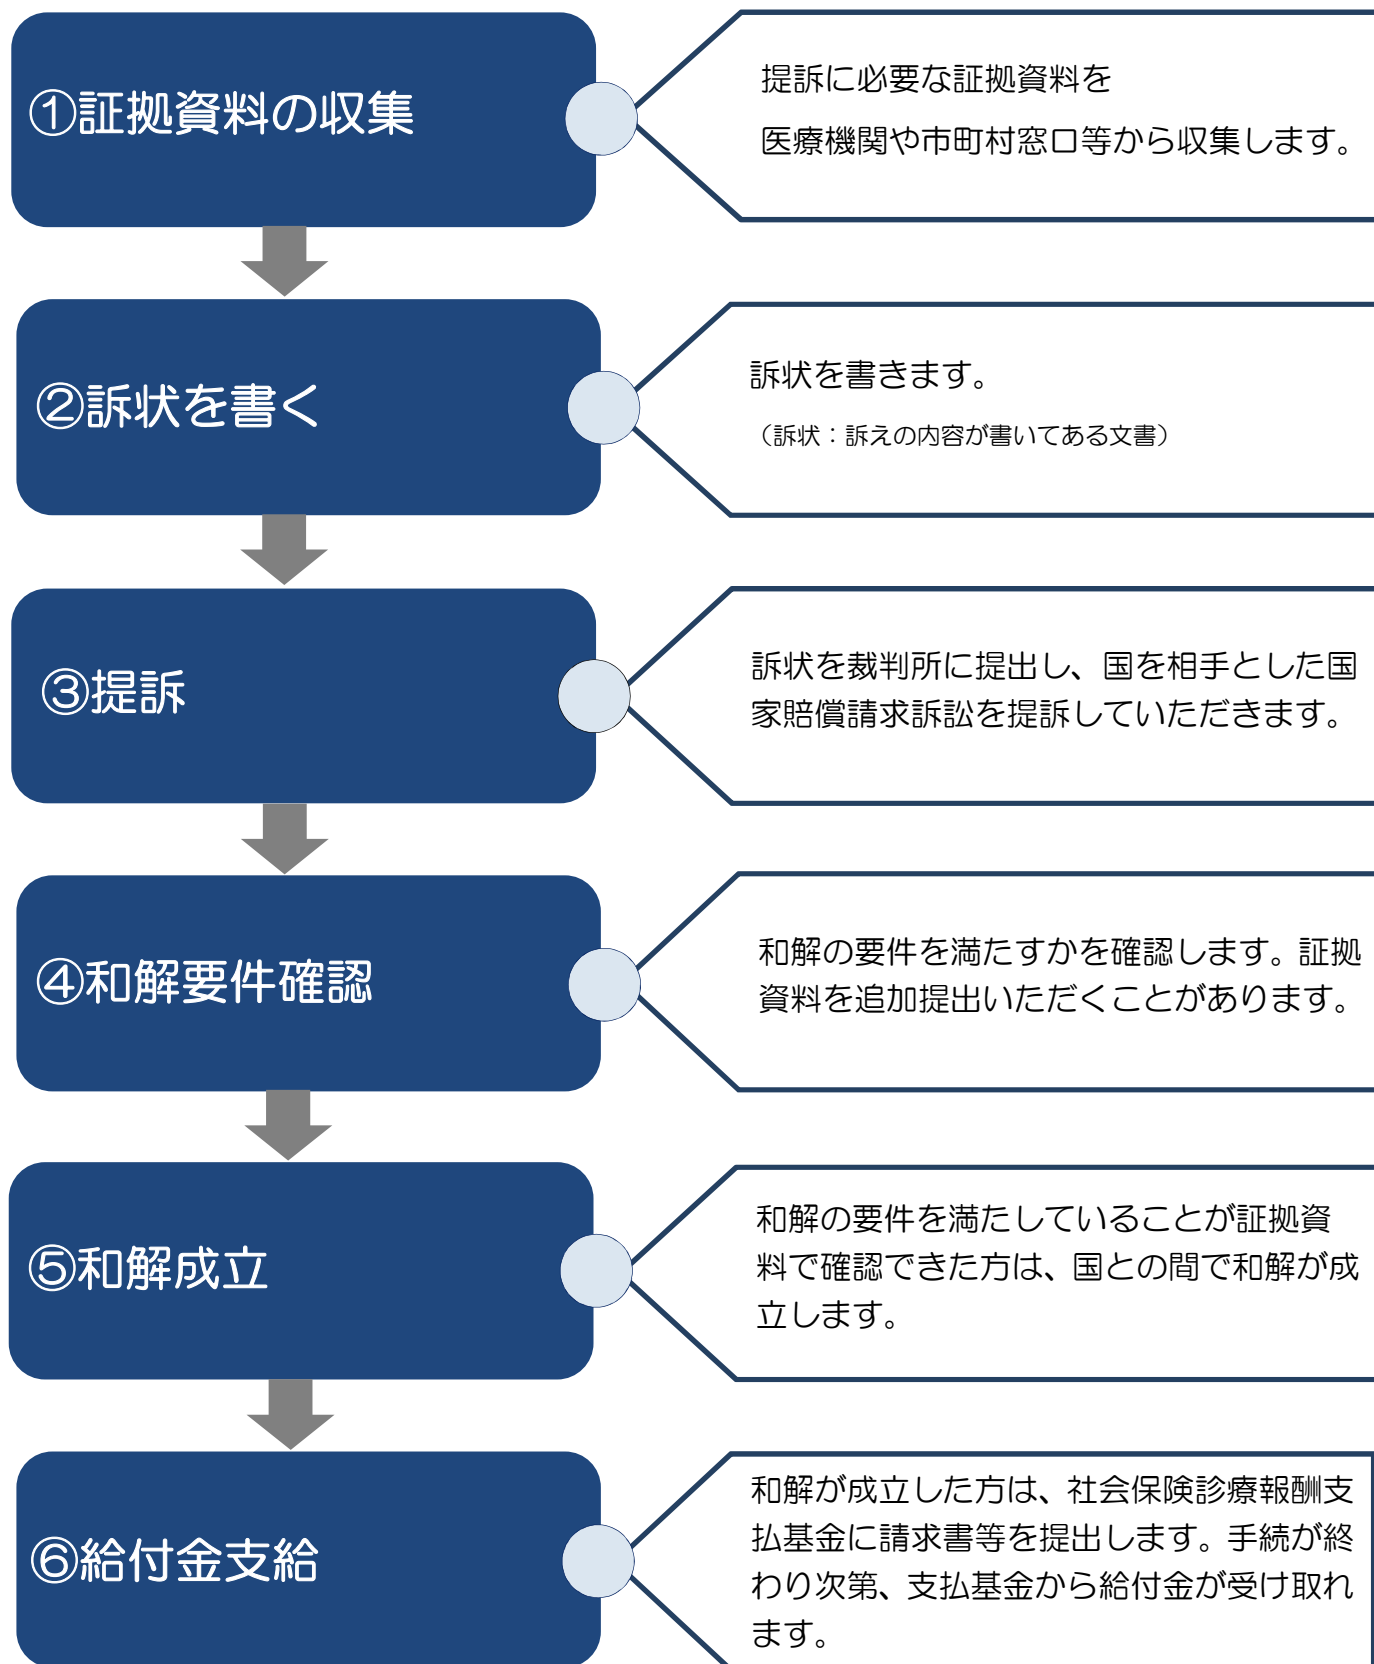 ①証拠資料の収集
提訴に必要な証拠資料を
医療機関や市町村窓口等から収集します。
②訴状を書く
訴状を書きます。
（訴状：訴えの内容が書いてある文書）
③提訴
訴状を裁判所に提出し、国を相手とした国
家賠償請求訴訟を提訴していただきます。
④和解要件確認
和解の要件を満たすかを確認します。証拠
資料を追加提出いただくことがあります。
⑤和解成立
和解の要件を満たしていることが証拠資
料で確認できた方は、国との間で和解が成
立します。
⑥給付金支給
和解が成立した方は、社会保険診療報酬支
払基金に請求書等を提出します。手続が終
わり次第、支払基金から給付金が受け取れ
ます。